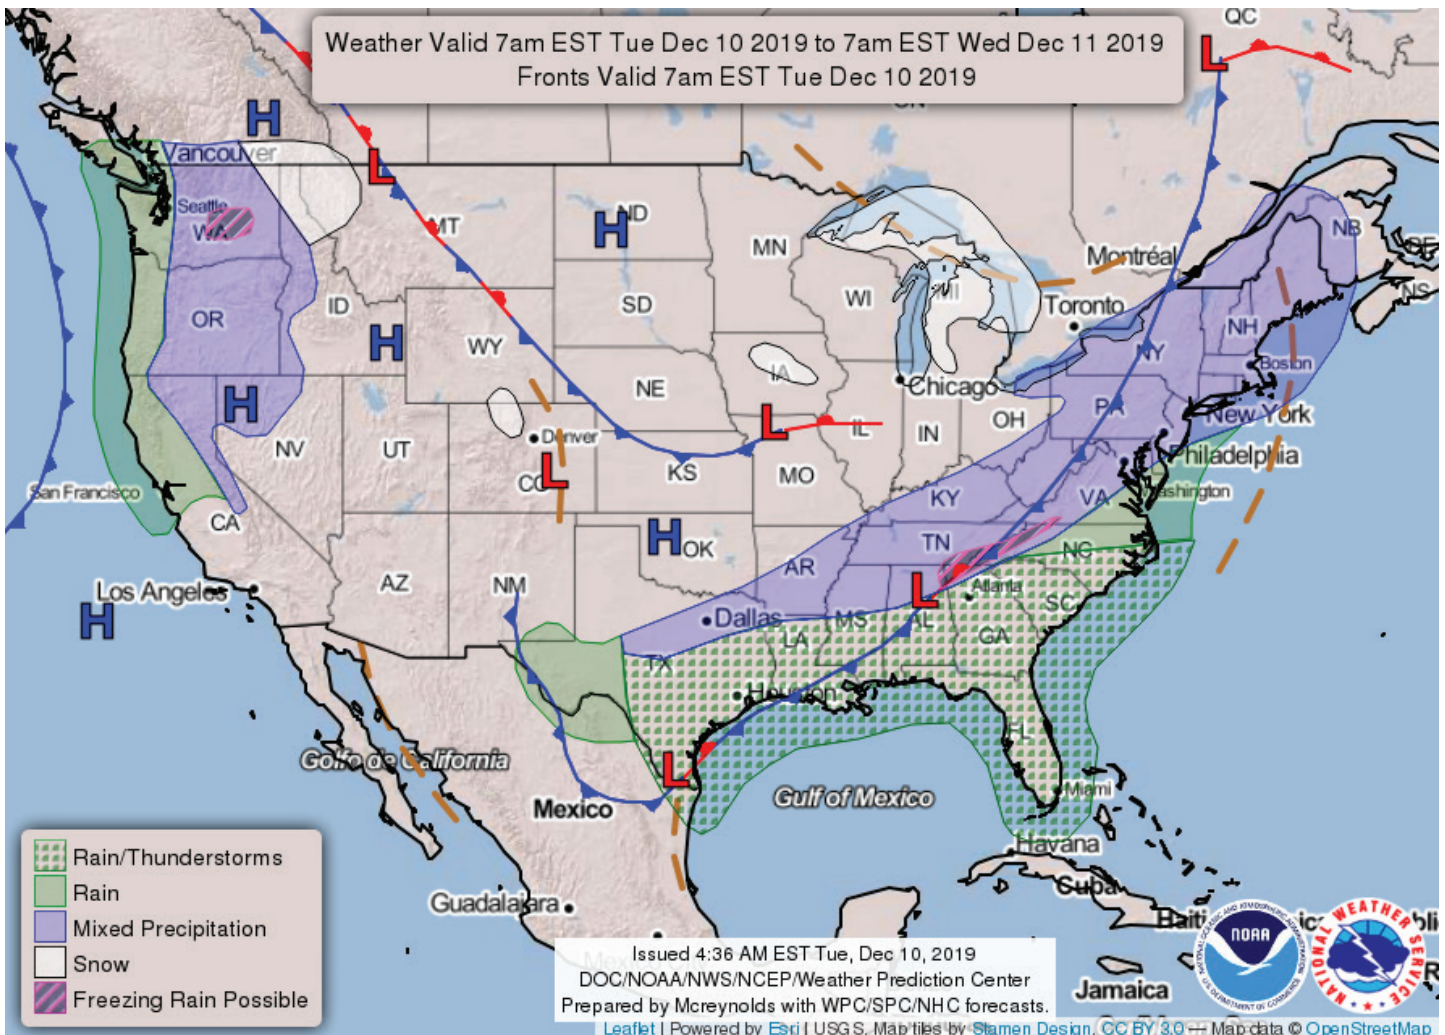 QC
Weather Valid 7am EST Tue Dec 10 2019 to 7am EST Wed Dec 11 2019
Fronts Valid 7am EST Tue Dec 10 2019
L
H
Vancouver
L
Seattle
WA
MT
H
ND
MN
Montréal
NB
NS
OR
ID
SD
WI
MI
Toronto
NH
H
WY
NY
Boston
H
NE
IA
Chicago
OH
PA
New York
NV
UT
Denver
L
IL
IN
Philadelphia
San Francisco
CO
L
KS
MO
KY
VA
Washington
CA
H
OK
TN
NC
Los Angeles
AZ
NM
AR
L
Atlanta
SC
H
Dallas
MS
AL
GA
LA
TX
Houston
FL
Golfo de California
L
Mexico
Gulf of Mexico
Miami
Havana
Cuba
Rain/Thunderstorms
Rain
Mixed Precipitation
Snow
Freezing Rain Possible
Guadalajara
NOAA
NATIONAL WEATHER SERVICE
Jamaica
Issued 4:36 AM EST Tue, Dec 10, 2019
DOC/NOAA/NWS/NCEP/Weather Prediction Center
Prepared by Mcreynolds with WPC/SPC/NHC forecasts.
Leaflet | Powered by Esri | USGS, Map tiles by Stamen Design, CC BY 3.0 — Map data © OpenStreetMap